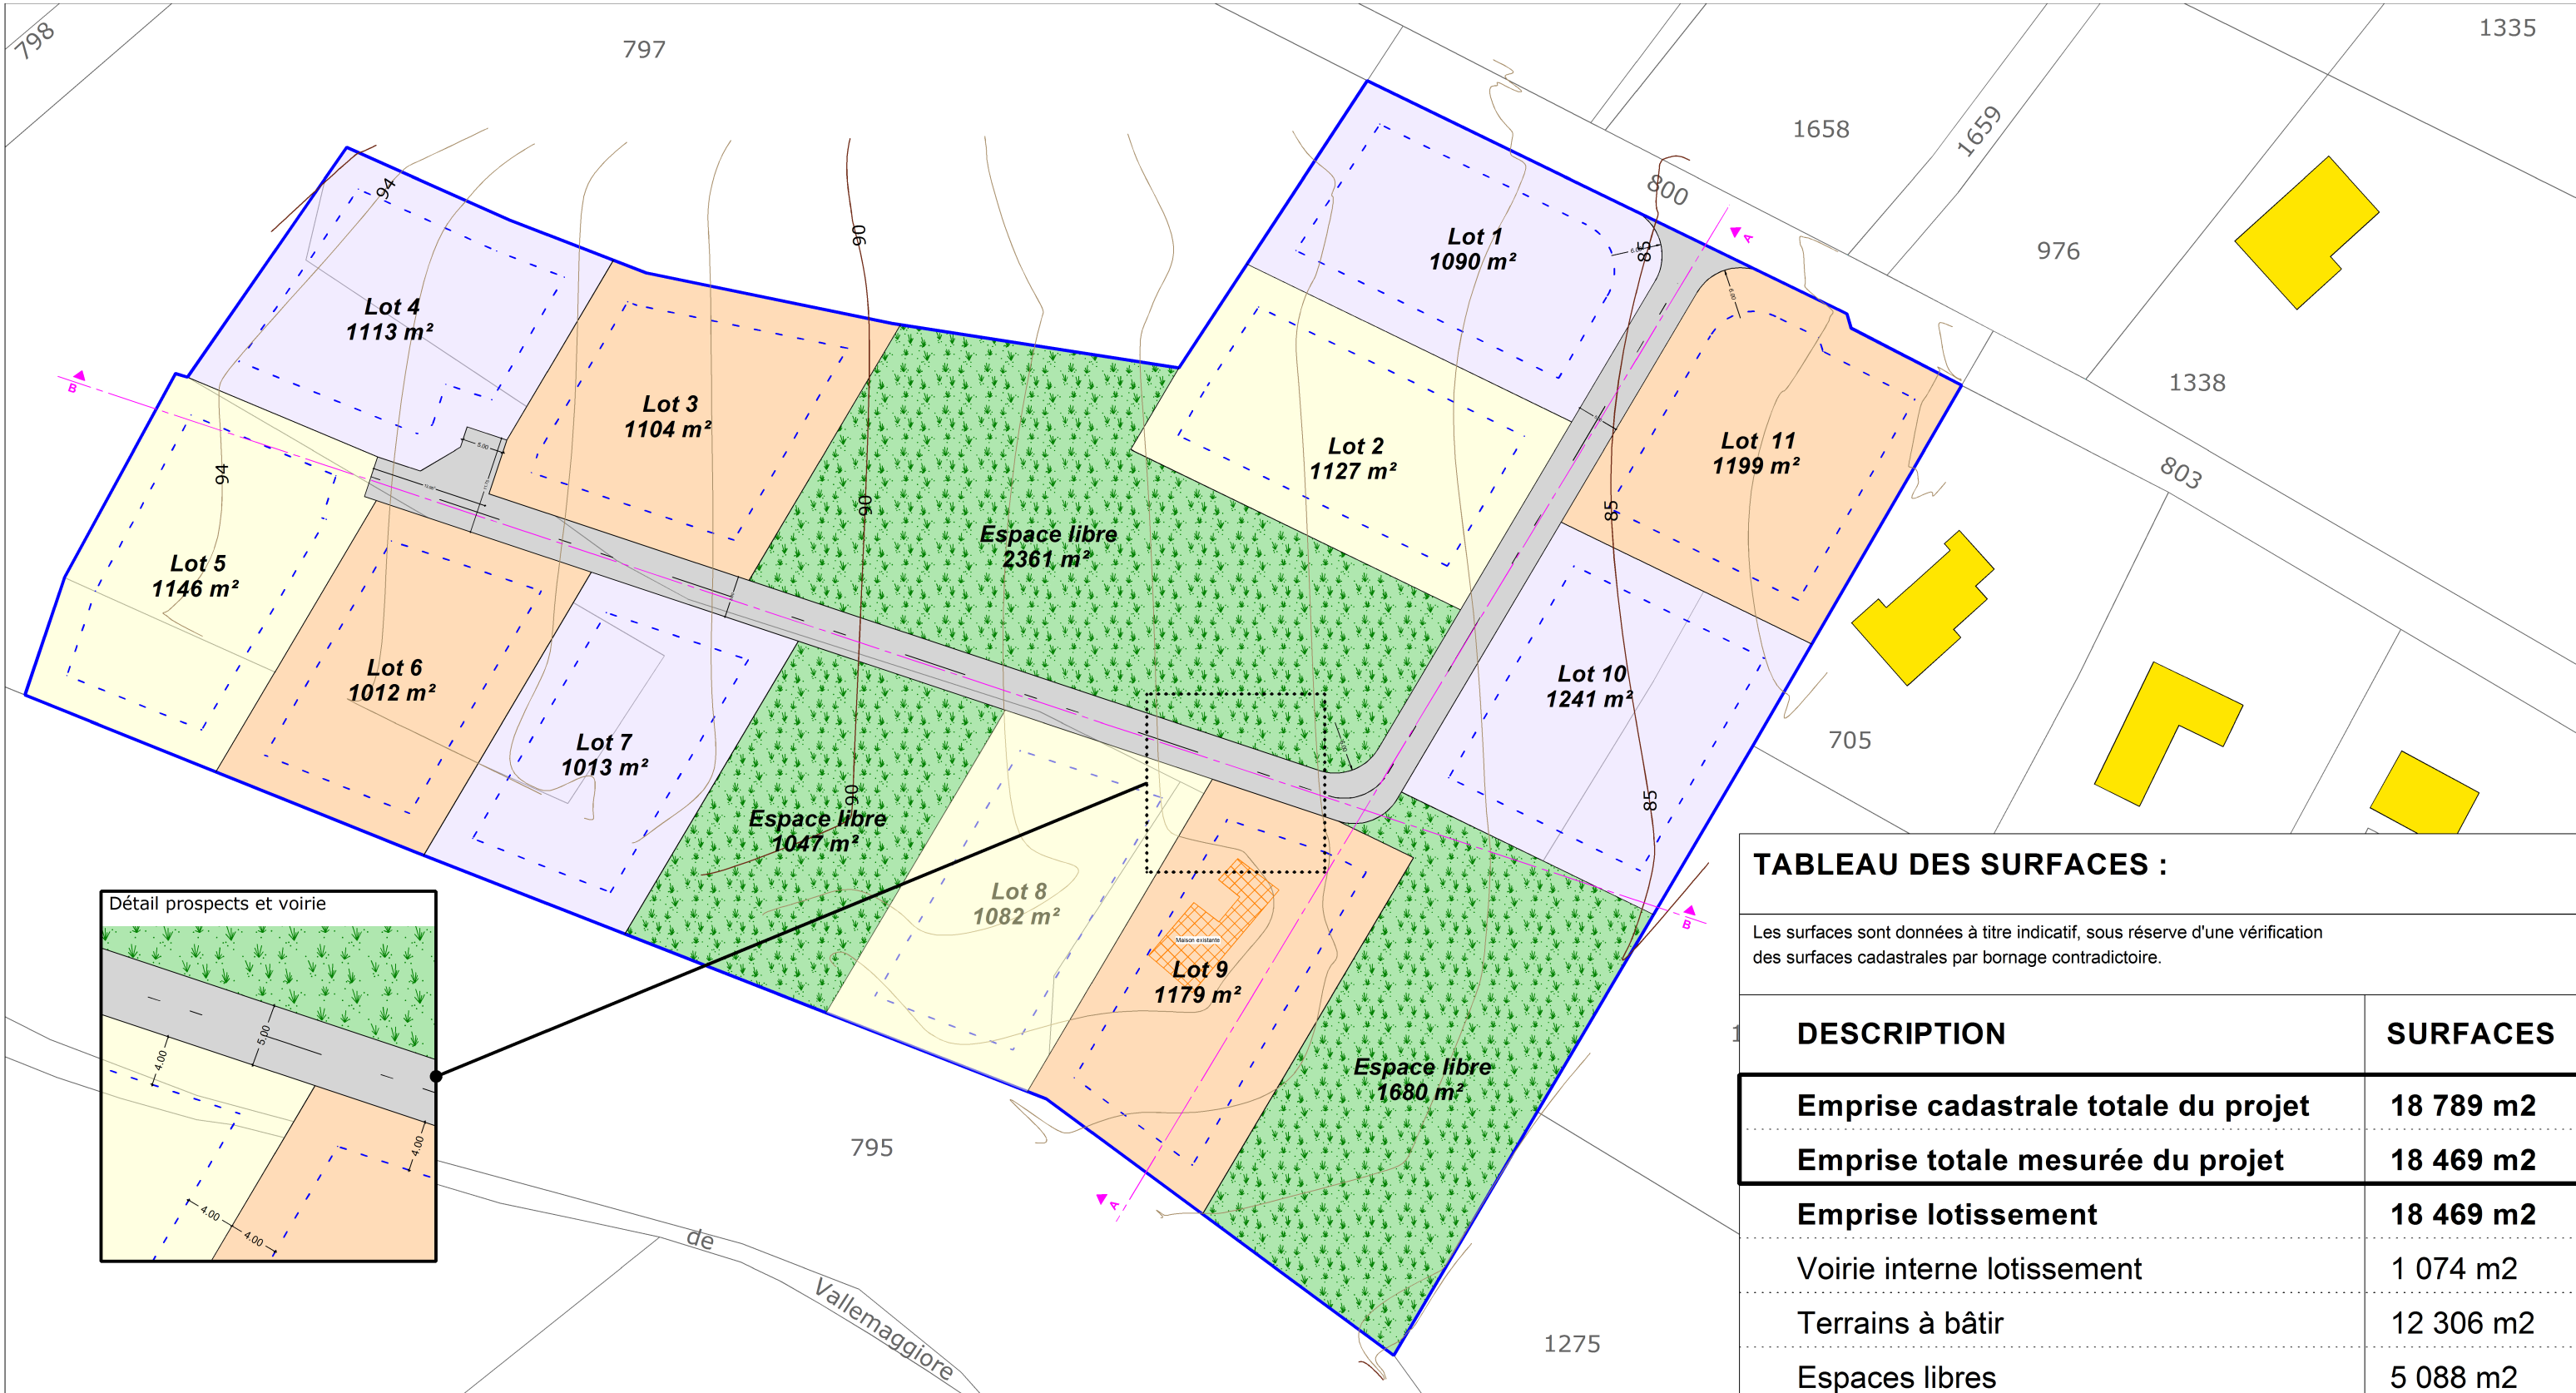 798
797
1335
1658
1659
800
976
1338
803
705
94
90
85
A
Lot 1
1090 m²
Lot 4
1113 m²
Lot 3
1104 m²
Lot 2
1127 m²
Lot 11
1199 m²
B
94
90
85
5.00
6.00
Espace libre
2361 m²
Lot 5
1146 m²
Lot 6
1012 m²
Lot 10
1241 m²
Lot 7
1013 m²
90
85
Espace libre
1047 m²
Lot 8
1082 m²
Maison existante
Lot 9
1179 m²
B
Espace libre
1680 m²
A
795
de
Vallemaggiore
1275
Détail prospects et voirie
5.00
4.00
4.00
4.00
4.00
TABLEAU DES SURFACES :
Les surfaces sont données à titre indicatif, sous réserve d'une vérification
des surfaces cadastrales par bornage contradictoire.
DESCRIPTION SURFACES
Emprise cadastrale totale du projet 18 789 m2
Emprise totale mesurée du projet 18 469 m2
Emprise lotissement 18 469 m2
Voirie interne lotissement 1 074 m2
Terrains à bâtir 12 306 m2
Espaces libres 5 088 m2